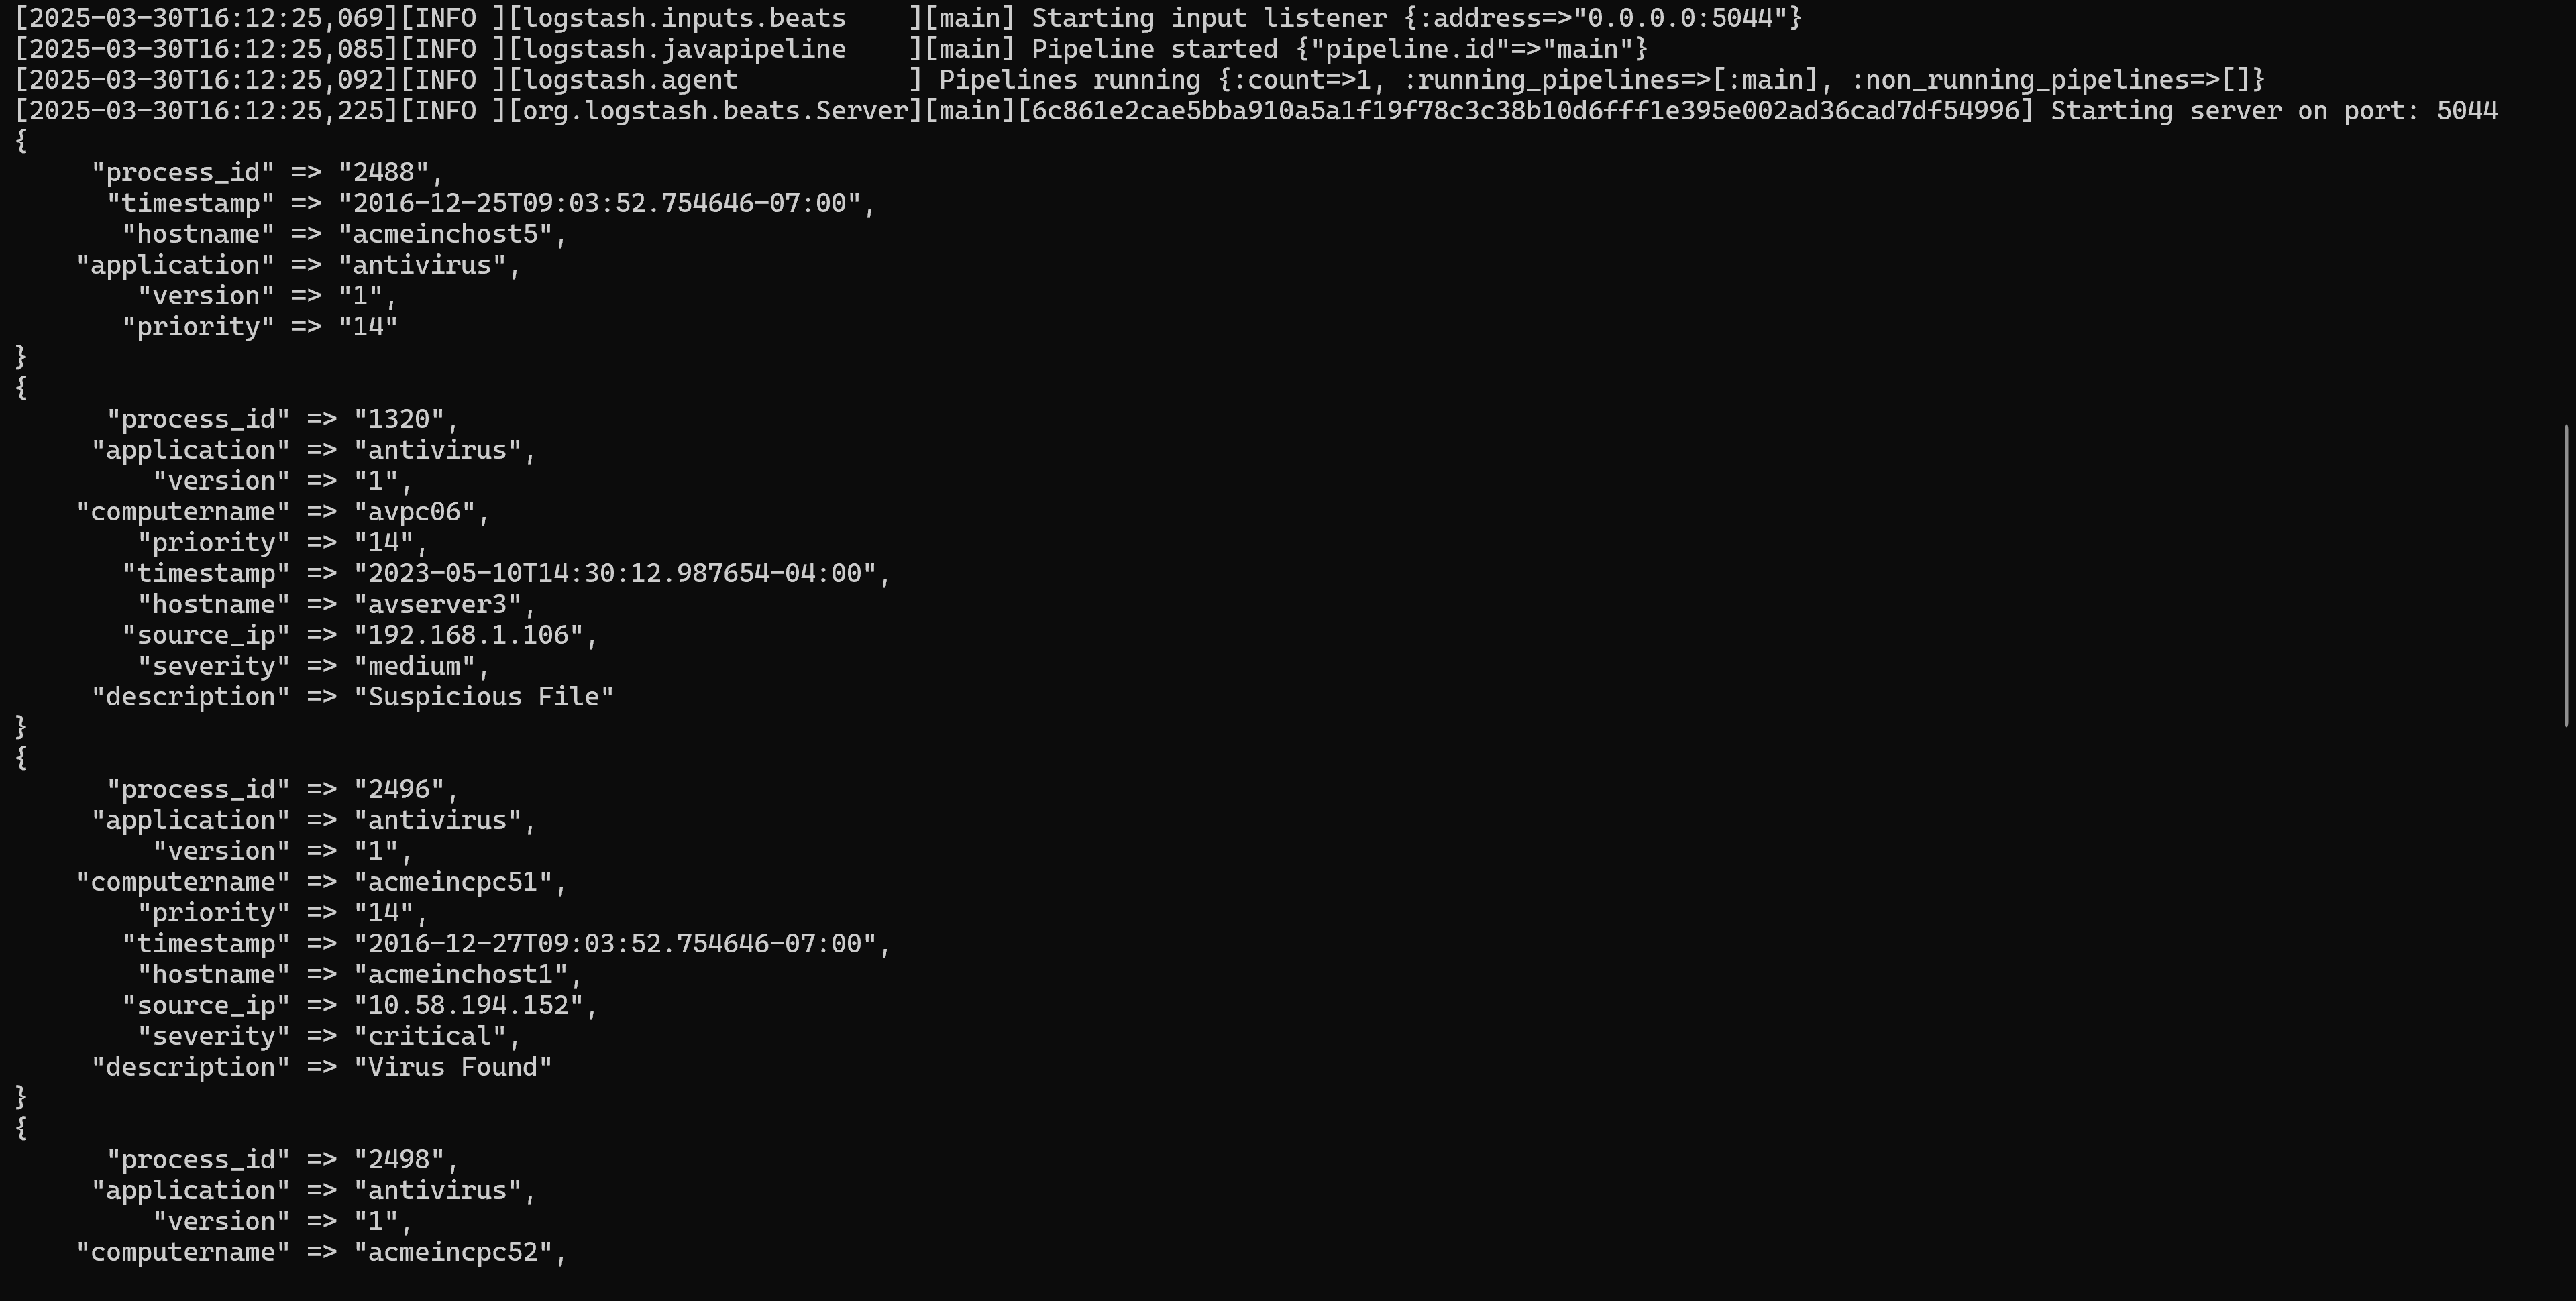 [2025-03-30T16:12:25,069][INFO ][logstash.inputs.beats    ][main] Starting input listener {:address=>"0.0.0.0:5044"}
[2025-03-30T16:12:25,085][INFO ][logstash.javapipeline    ][main] Pipeline started {"pipeline.id"=>"main"}
[2025-03-30T16:12:25,092][INFO ][logstash.agent           ] Pipelines running {:count=>1, :running_pipelines=>[:main], :non_running_pipelines=>[]}
[2025-03-30T16:12:25,225][INFO ][org.logstash.beats.Server][main][6c861e2cae5bba910a5a1f19f78c3c38b10d6fff1e395e002ad36cad7df54996] Starting server on port: 5044
{
     "process_id" => "2488",
      "timestamp" => "2016-12-25T09:03:52.754646-07:00",
       "hostname" => "acmeinchost5",
    "application" => "antivirus",
        "version" => "1",
       "priority" => "14"
}
{
      "process_id" => "1320",
     "application" => "antivirus",
         "version" => "1",
    "computername" => "avpc06",
        "priority" => "14",
       "timestamp" => "2023-05-10T14:30:12.987654-04:00",
        "hostname" => "avserver3",
       "source_ip" => "192.168.1.106",
        "severity" => "medium",
     "description" => "Suspicious File"
}
{
      "process_id" => "2496",
     "application" => "antivirus",
         "version" => "1",
    "computername" => "acmeincpc51",
        "priority" => "14",
       "timestamp" => "2016-12-27T09:03:52.754646-07:00",
        "hostname" => "acmeinchost1",
       "source_ip" => "10.58.194.152",
        "severity" => "critical",
     "description" => "Virus Found"
}
{
      "process_id" => "2498",
     "application" => "antivirus",
         "version" => "1",
    "computername" => "acmeincpc52",